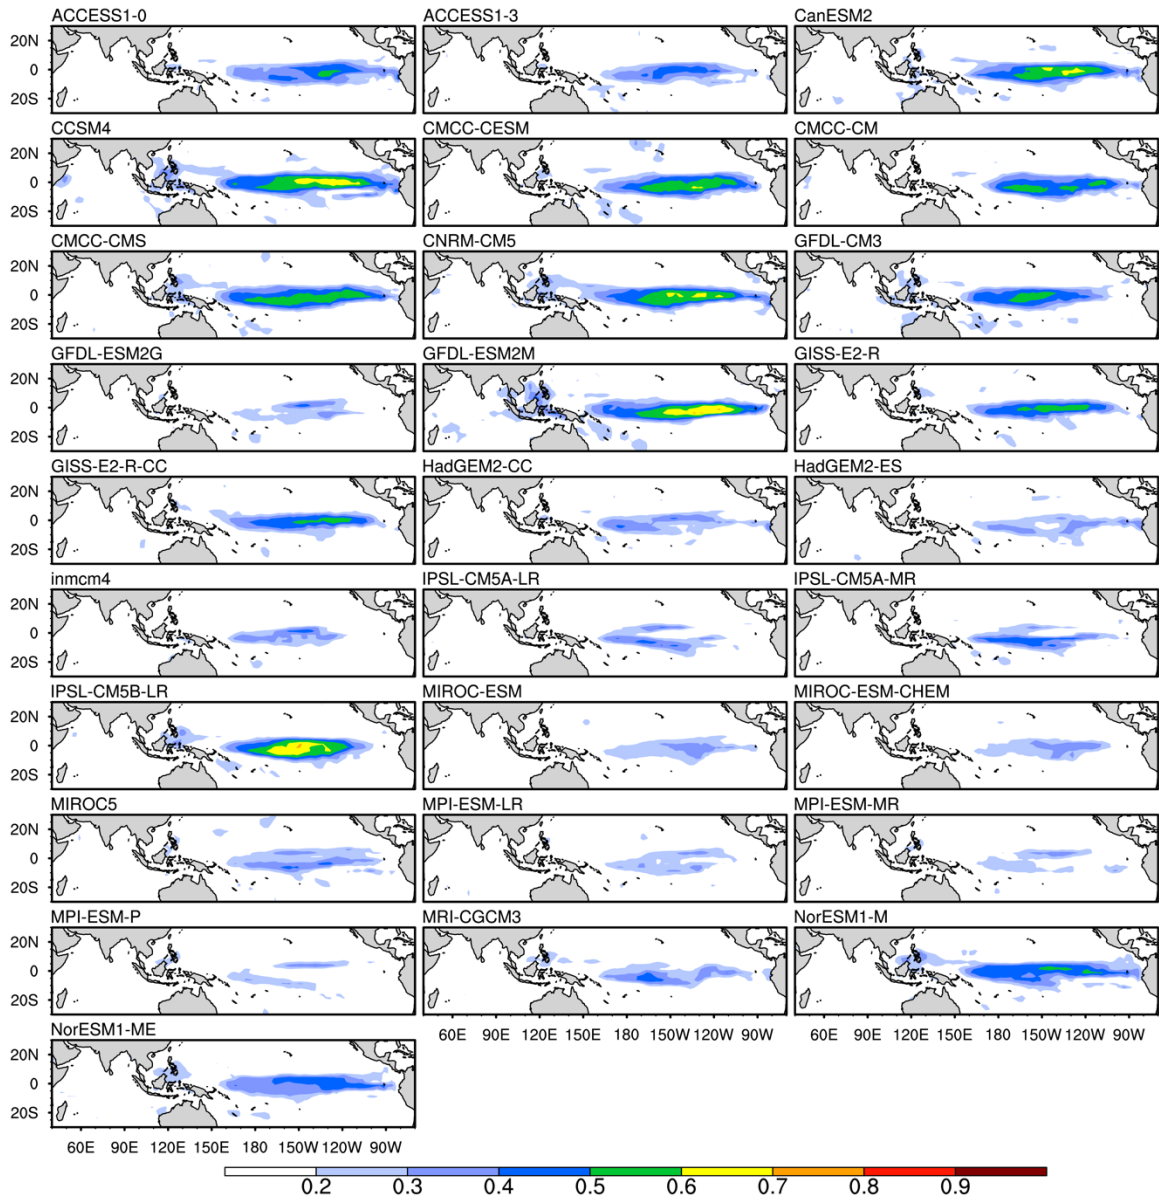 ACCESS1-0 ACCESS1-3 CanESM2
20N
0
20S
CCSM4 CMCC-CESM CMCC-CM
20N
0
20S
CMCC-CMS CNRM-CM5 GFDL-CM3
20N
0
20S
GFDL-ESM2G GFDL-ESM2M GISS-E2-R
20N
0
20S
GISS-E2-R-CC HadGEM2-CC HadGEM2-ES
20N
0
20S
inmcm4 IPSL-CM5A-LR IPSL-CM5A-MR
20N
0
20S
IPSL-CM5B-LR MIROC-ESM MIROC-ESM-CHEM
20N
0
20S
MIROC5 MPI-ESM-LR MPI-ESM-MR
20N
0
20S
MPI-ESM-P MRI-CGCM3 NorESM1-M
20N
0
20S
60E 90E 120E 150E 180 150W 120W 90W 60E 90E 120E 150E 180 150W 120W 90W
NorESM1-ME
20N
0
20S
60E 90E 120E 150E 180 150W 120W 90W
0.2 0.3 0.4 0.5 0.6 0.7 0.8 0.9